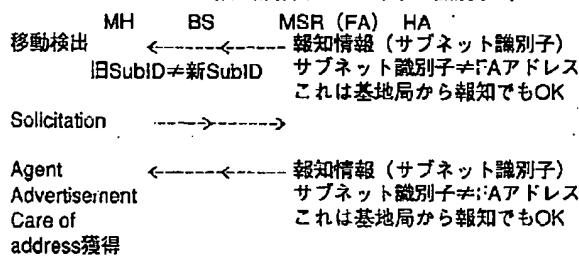 MH BS MSR (FA) HA
移動検出 <------<------ 報知情報（サブネット識別子）
旧SubID≠新SubID サブネット識別子≠FAアドレス
これは基地局から報知でもOK
Solicitation ------>------>
Agent <------<------ 報知情報（サブネット識別子）
Advertisement サブネット識別子≠FAアドレス
Care of これは基地局から報知でもOK
address獲得